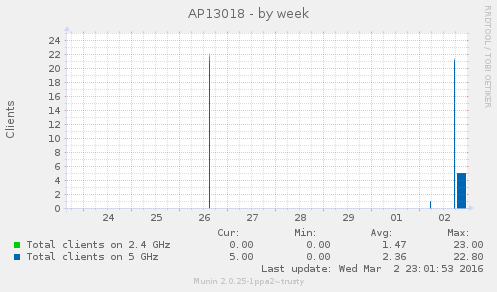 AP13018 - by week
RRDTOOL / TOBI OETIKER
Clients
24
22
20
18
16
14
12
10
8
6
4
2
0
24 25 26 27 28 29 01 02
Cur: Min: Avg: Max:
Total clients on 2.4 GHz 0.00 0.00 1.47 23.00
Total clients on 5 GHz 5.00 0.00 2.36 22.80
Last update: Wed Mar 2 23:01:53 2016
Munin 2.0.25-1ppa2~trusty